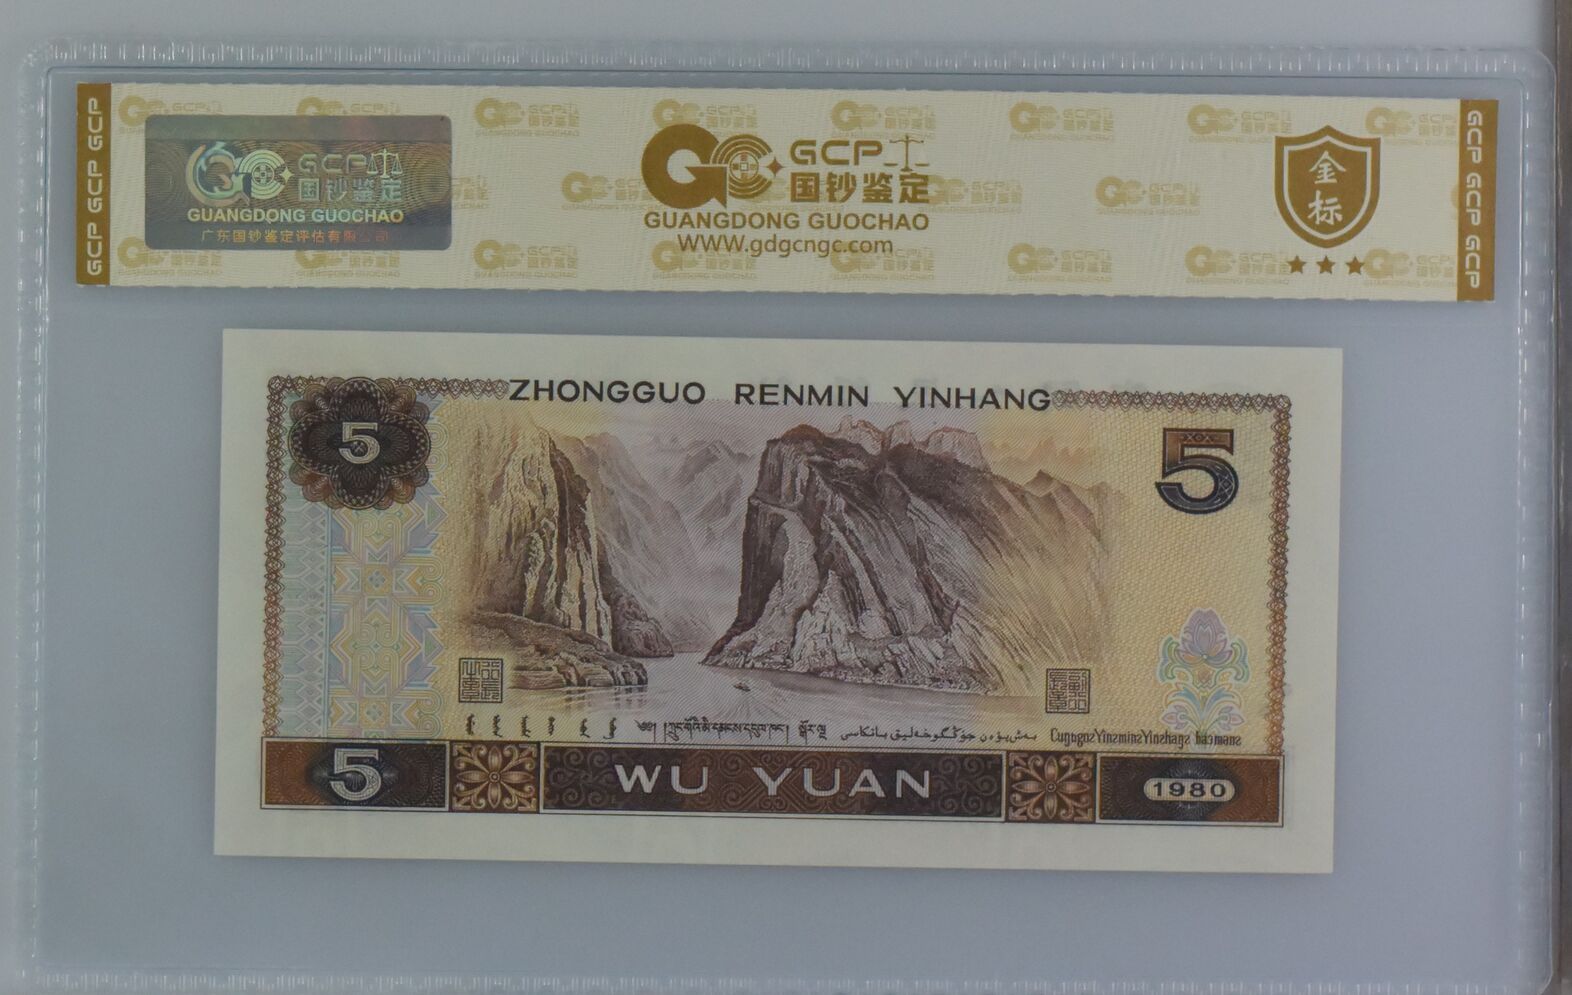 GCP GCP GCP
GCP
国钞鉴定
GUANGDONG GUOCHAO
广东国钞鉴定评估有限公司
GCP
国钞鉴定
GUANGDONG GUOCHAO
WWW.gdgcngc.com
金标
GCP GCP GCP
ZHONGGUO RENMIN YINHANG
5
5
5
WU YUAN
1980